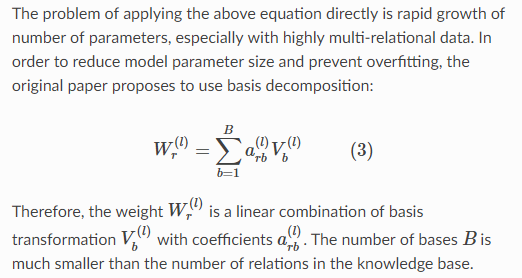 The problem of applying the above equation directly is rapid growth of
number of parameters, especially with highly multi-relational data. In
order to reduce model parameter size and prevent overfitting, the
original paper proposes to use basis decomposition:
W_r^{(l)} = \sum_{b=1}^{B} a_{rb}^{(l)} V_b^{(l)} (3)
Therefore, the weight W_r^{(l)} is a linear combination of basis
transformation V_b^{(l)} with coefficients a_{rb}^{(l)}. The number of bases B is
much smaller than the number of relations in the knowledge base.